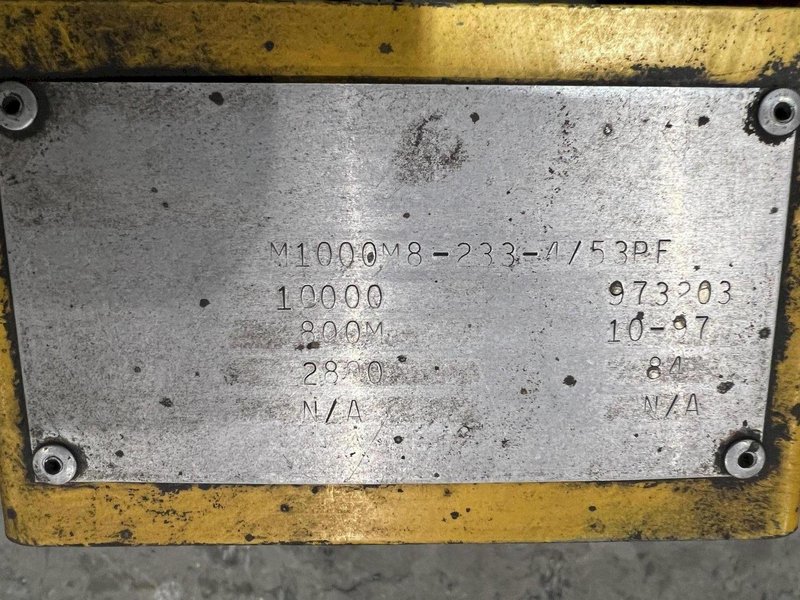 M1000M8-233-4/53PF
10000 973203
800M 10-97
2800 84
N/A N/A